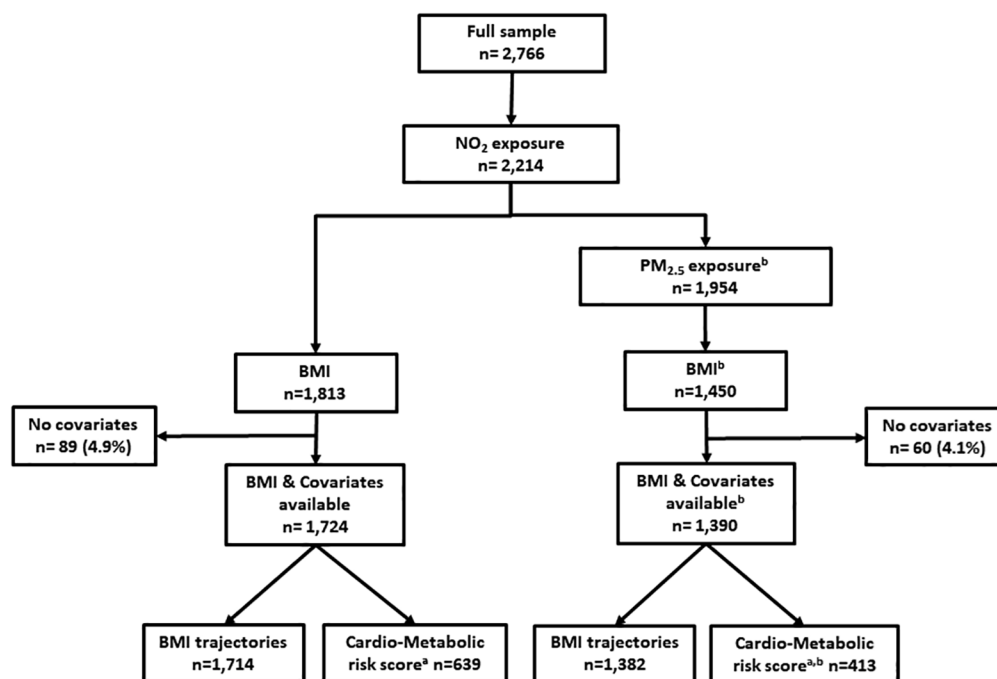 Full sample
n= 2,766
NO₂ exposure
n= 2,214
PM₂.₅ exposureᵇ
n= 1,954
BMI
n=1,813
BMIᵇ
n=1,450
No covariates
n= 89 (4.9%)
No covariates
n= 60 (4.1%)
BMI & Covariates
available
n= 1,724
BMI & Covariates
availableᵇ
n= 1,390
BMI trajectories
n=1,714
Cardio-Metabolic
risk scoreᵃ n=639
BMI trajectories
n=1,382
Cardio-Metabolic
risk scoreᵃ,ᵇ n=413